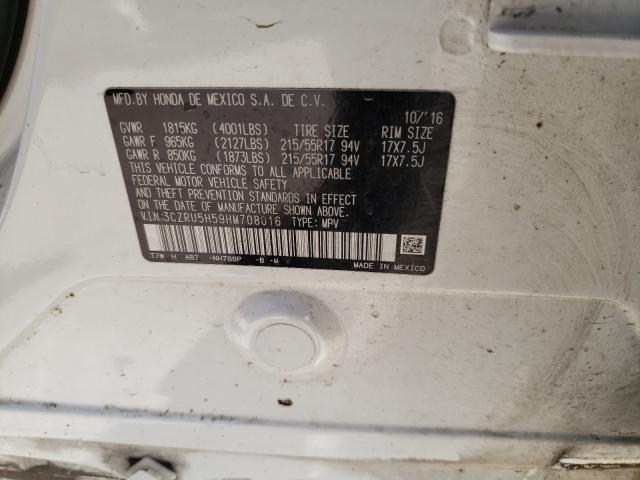 MFD.BY HONDA DE MEXICO S.A. DE C.V. 10/'16
GVWR 1815KG (4001LBS) TIRE SIZE RIM SIZE
GAWR F 965KG (2127LBS) 215/55R17 94V 17X7.5J
GAWR R 850KG (1873LBS) 215/55R17 94V 17X7.5J
THIS VEHICLE CONFORMS TO ALL APPLICABLE
FEDERAL MOTOR VEHICLE SAFETY
AND THEFT PREVENTION STANDARDS IN EFFECT
ON THE DATE OF MANUFACTURE SHOWN ABOVE.
V.I.N:3CZRU5H59HM708016 TYPE: MPV
T7W H AB7 -NH788P -B -M
MADE IN MEXICO